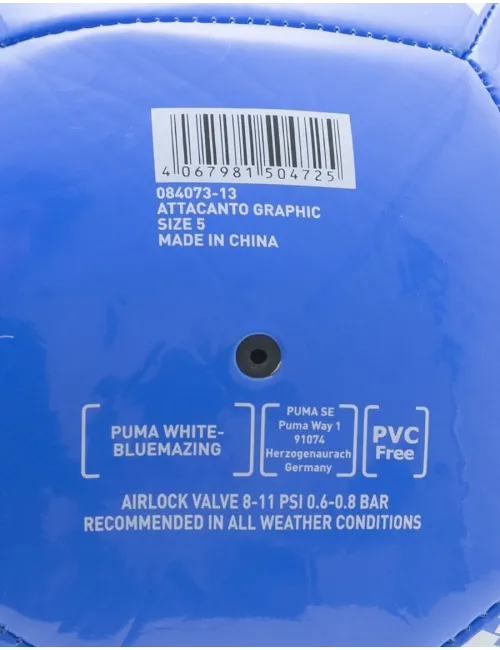 4 067981 504725
084073-13
ATTACANTO GRAPHIC
SIZE 5
MADE IN CHINA
PUMA WHITE-
BLUEMAZING
PUMA SE
Puma Way 1
91074
Herzogenaurach
Germany
PVC
Free
AIRLOCK VALVE 8-11 PSI 0.6-0.8 BAR
RECOMMENDED IN ALL WEATHER CONDITIONS